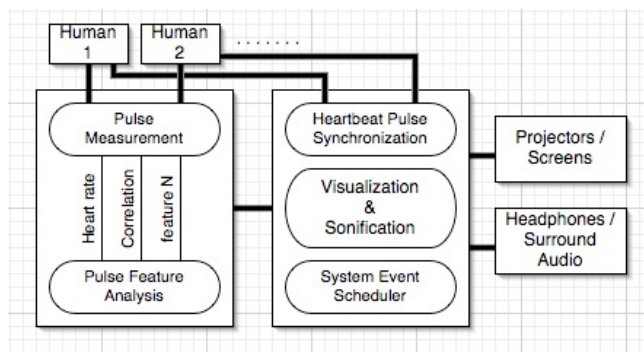 Human
1
Human
2
.......
Pulse
Measurement
Heart rate
Correlation
feature N
Pulse Feature
Analysis
Heartbeat Pulse
Synchronization
Visualization
&
Sonification
System Event
Scheduler
Projectors /
Screens
Headphones /
Surround
Audio